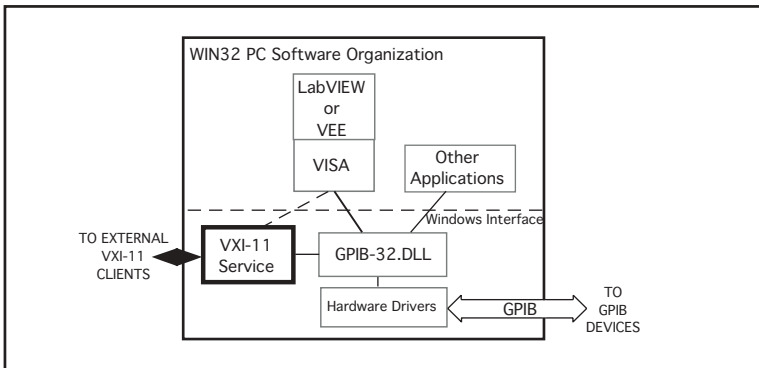 WIN32 PC Software Organization
LabVIEW
or
VEE
VISA
Other
Applications
Windows Interface
TO EXTERNAL
VXI-11
CLIENTS
VXI-11
Service
GPIB-32.DLL
Hardware Drivers
GPIB
TO
GPIB
DEVICES